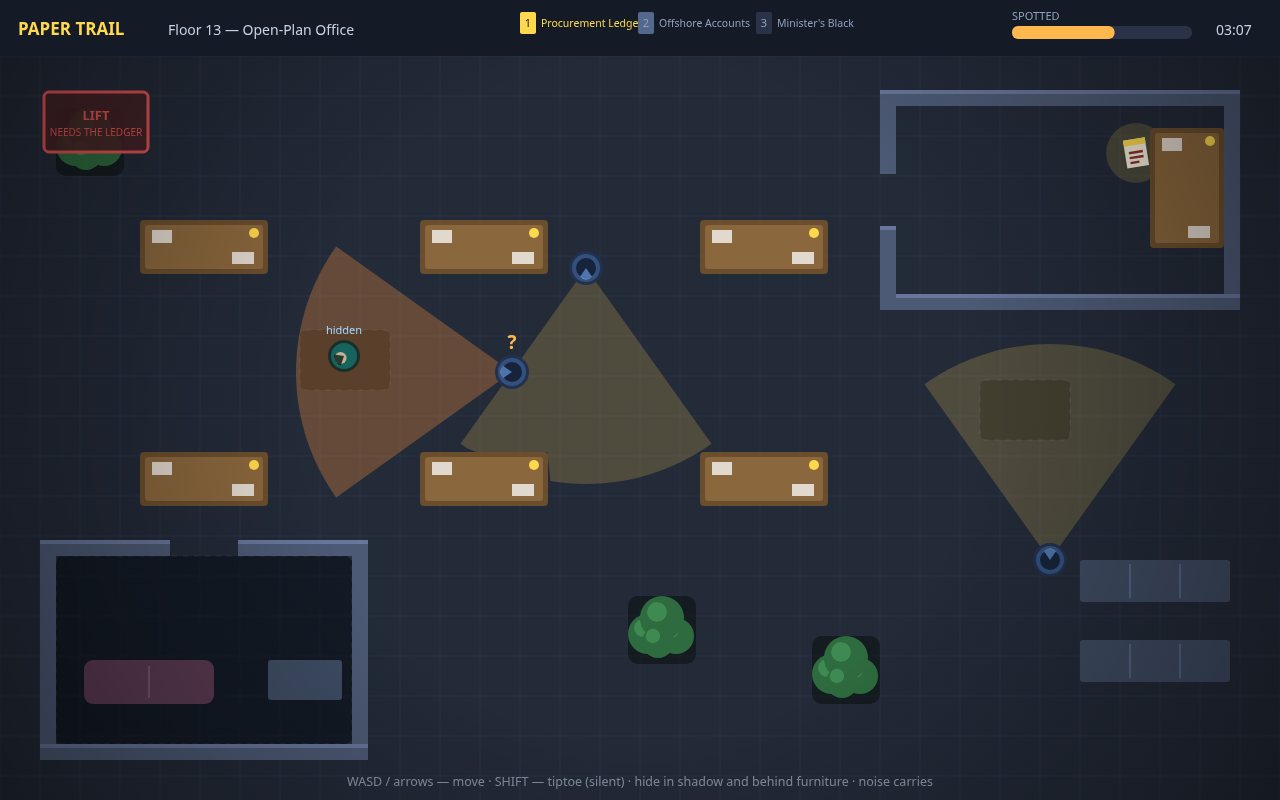 PAPER TRAIL
Floor 13 — Open-Plan Office
1 Procurement Ledge
2 Offshore Accounts
3 Minister's Black
SPOTTED
03:07
LIFT
NEEDS THE LEDGER
?
hidden
WASD / arrows — move · SHIFT — tiptoe (silent) · hide in shadow and behind furniture · noise carries